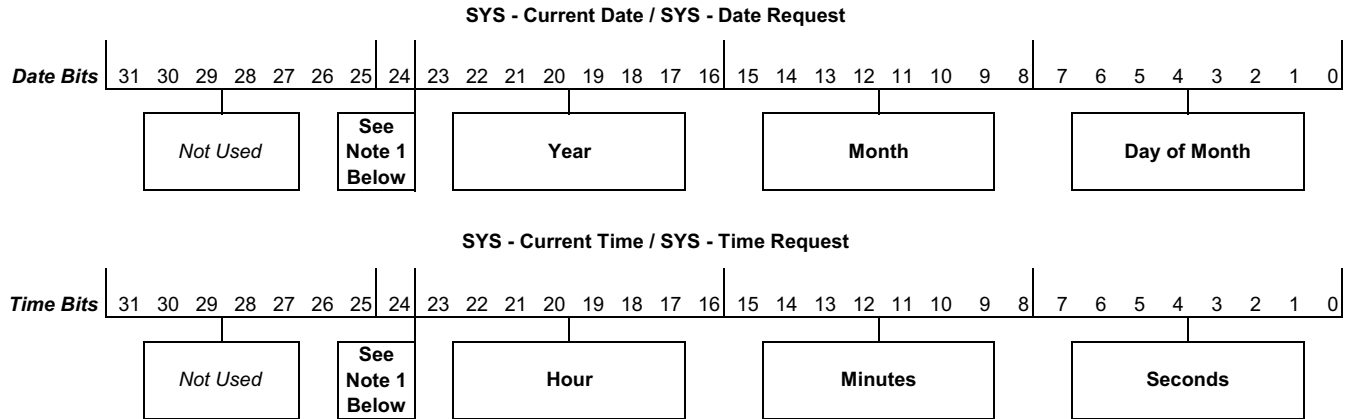 SYS - Current Date / SYS - Date Request
Date Bits 31 30 29 28 27 26 25 24 23 22 21 20 19 18 17 16 15 14 13 12 11 10 9 8 7 6 5 4 3 2 1 0
Not Used
See
Note 1
Below
Year
Month
Day of Month
SYS - Current Time / SYS - Time Request
Time Bits 31 30 29 28 27 26 25 24 23 22 21 20 19 18 17 16 15 14 13 12 11 10 9 8 7 6 5 4 3 2 1 0
Not Used
See
Note 1
Below
Hour
Minutes
Seconds